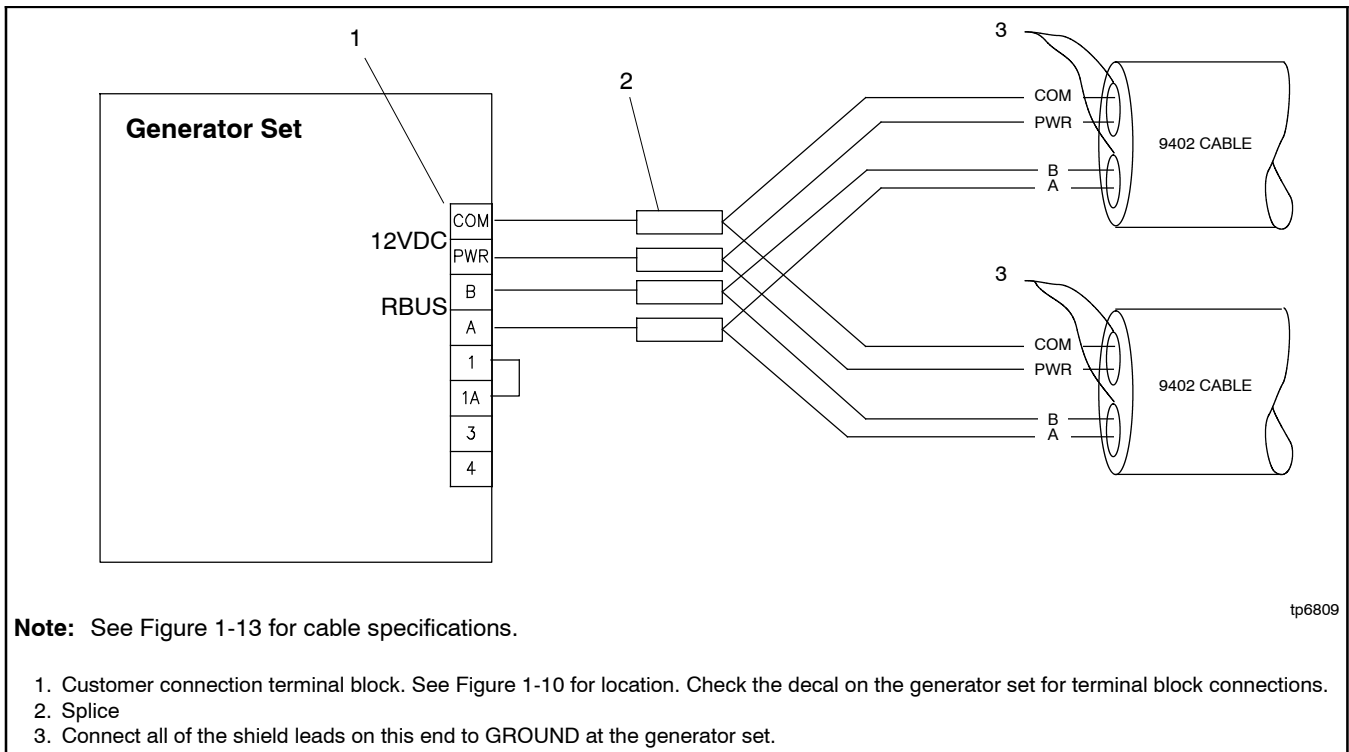 1
2
3
Generator Set
12VDC
RBUS
COM
PWR
B
A
1
1A
3
4
COM
PWR
B
A
9402 CABLE
3
COM
PWR
B
A
9402 CABLE
tp6809
Note: See Figure 1-13 for cable specifications.
1. Customer connection terminal block. See Figure 1-10 for location. Check the decal on the generator set for terminal block connections.
2. Splice
3. Connect all of the shield leads on this end to GROUND at the generator set.